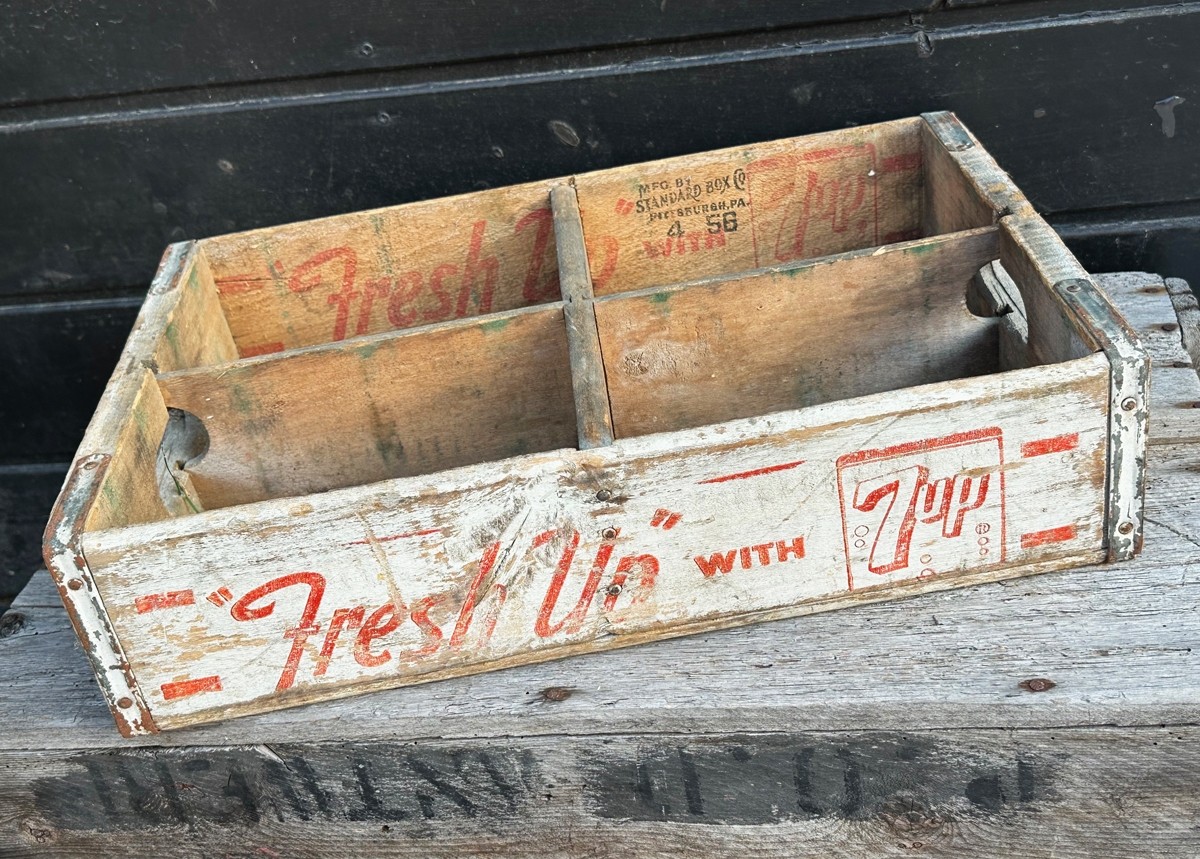 MFG. BY
STANDARD BOX CO
PITTSBURGH, PA.
4 56
"Fresh Up" WITH 7up
"Fresh Up" WITH 7up